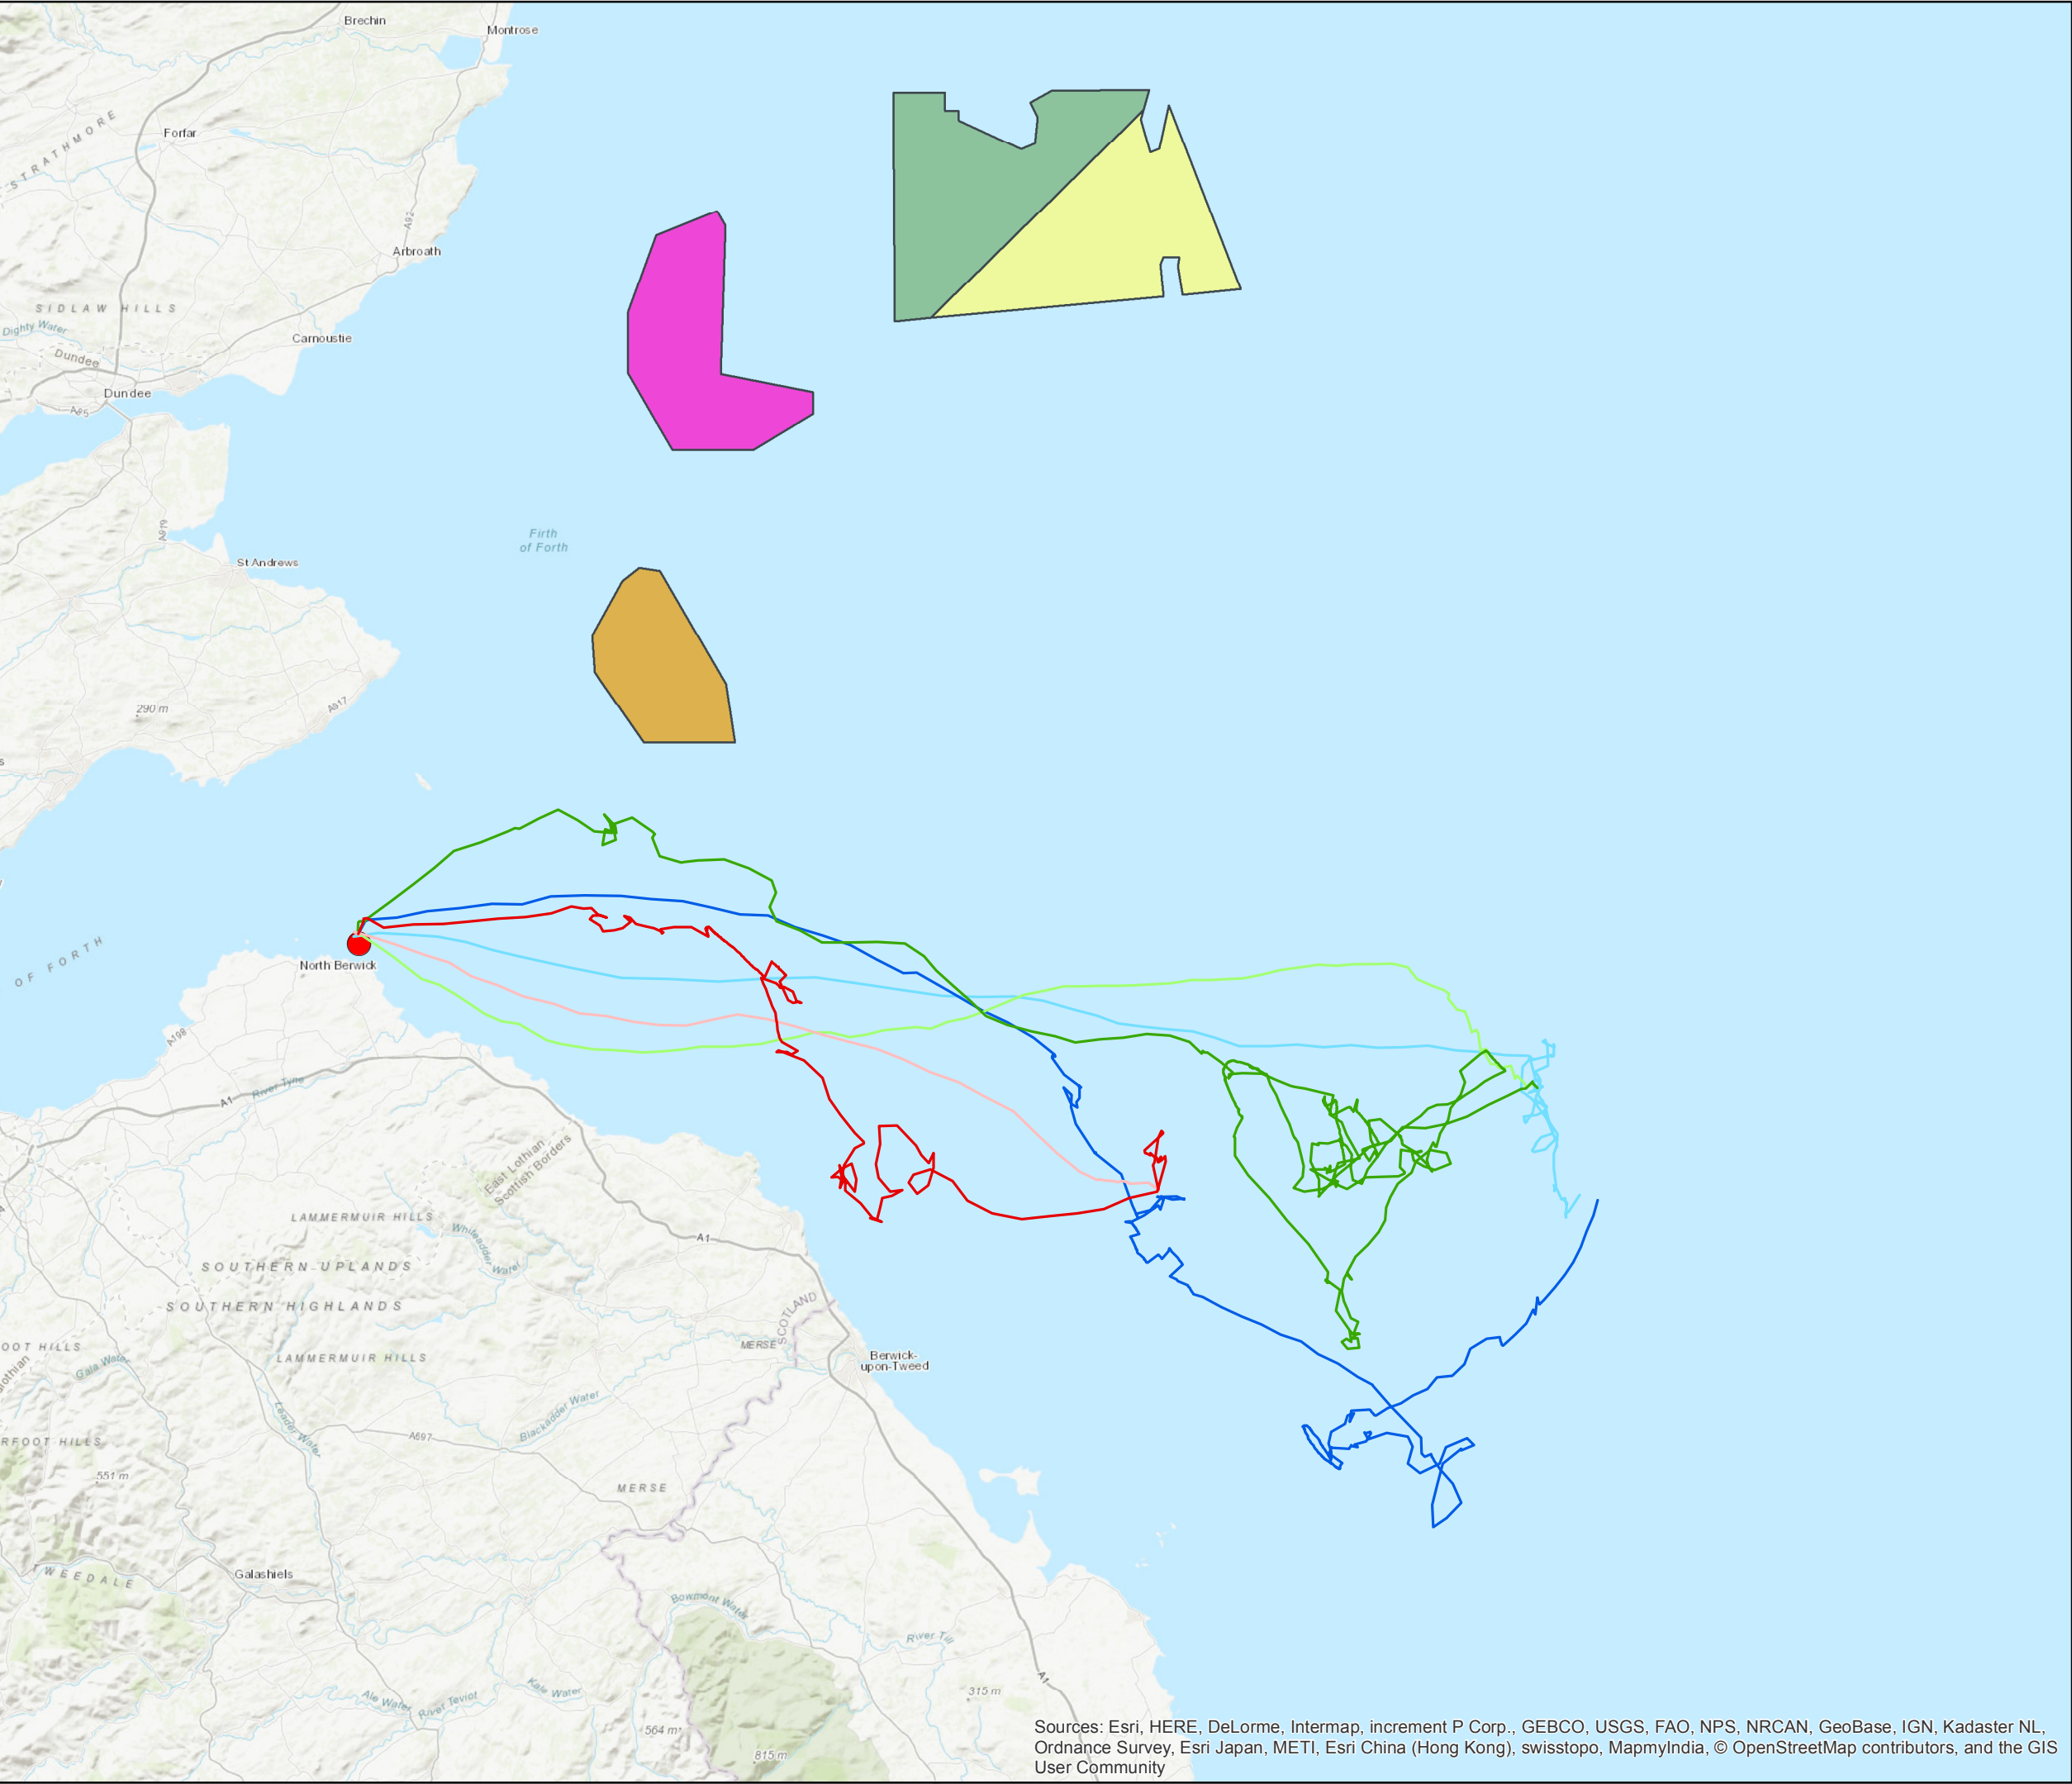 Brechin
Montrose
STRATHMORE
Forfar
A92
Arbroath
SIDLAW HILLS
Dighty Water
Carnoustie
Dundee
Dundee
A85
Firth
of Forth
A919
St Andrews
290 m
A917
OF FORTH
North Berwick
A198
River Tyne
A1
East Lothian
Scottish Borders
LAMMERMUIR HILLS
Whiteadder
Water
A1
SOUTHERN UPLANDS
SOUTHERN HIGHLANDS
SCOTLAND
OOT HILLS
MERSE
LAMMERMUIR HILLS
Berwick-
upon-Tweed
Gala Water
lothian
Leader Water
Blackadder Water
A697
RFOOT HILLS
551 m
MERSE
TWEEDALE
Galashiels
Bowmont Water
River Till
A1
Ale Water
River Teviot
Kale Water
315 m
564 m
815 m
Sources: Esri, HERE, DeLorme, Intermap, increment P Corp., GEBCO, USGS, FAO, NPS, NRCAN, GeoBase, IGN, Kadaster NL,
Ordnance Survey, Esri Japan, METI, Esri China (Hong Kong), swisstopo, MapmyIndia, © OpenStreetMap contributors, and the GIS
User Community